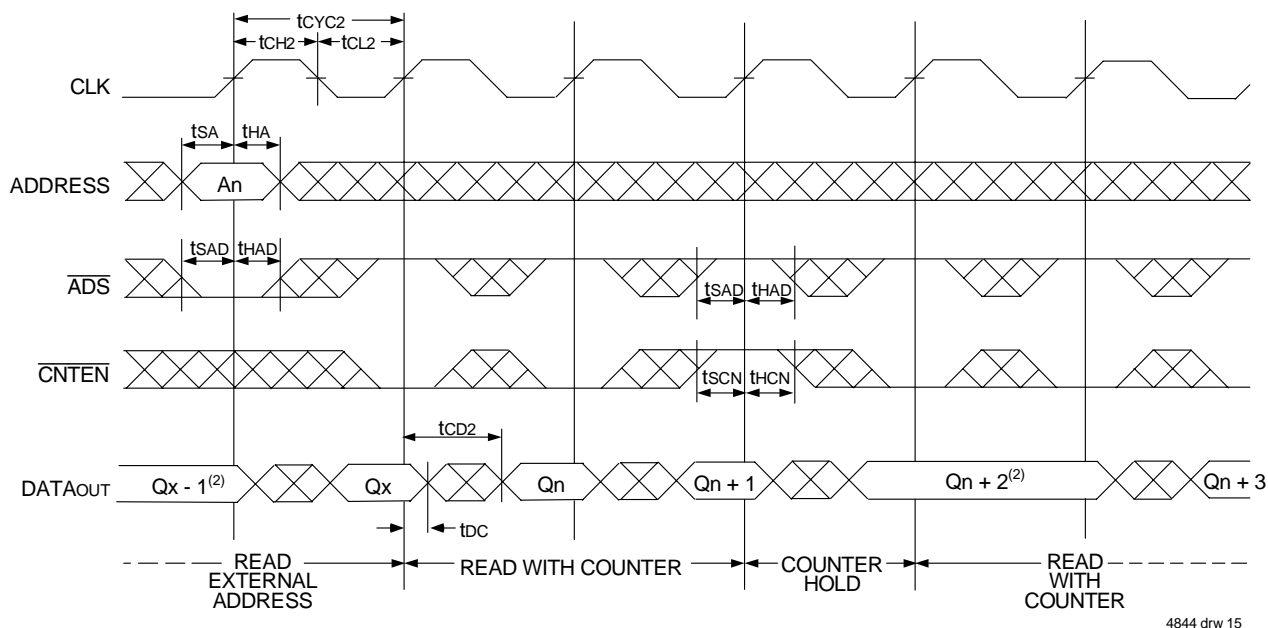 tCYC2
tCH2 tCL2
CLK
tSA tHA
ADDRESS An
tSAD tHAD
ADS
tSAD tHAD
CNTEN
tSCN tHCN
tCD2
DATAOUT Qx - 1(2) Qx Qn Qn + 1 Qn + 2(2) Qn + 3
tDC
READ EXTERNAL ADDRESS
READ WITH COUNTER
COUNTER HOLD
READ WITH COUNTER
4844 drw 15